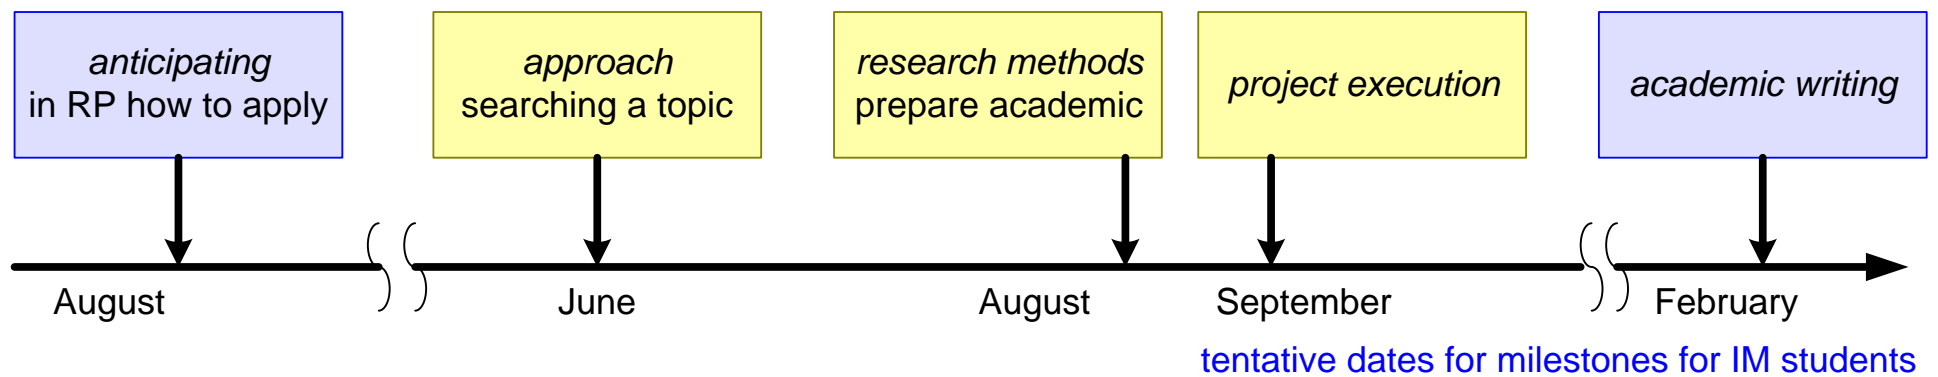 anticipating
in RP how to apply
approach
searching a topic
research methods
prepare academic
project execution
academic writing
August
June
August
September
February
tentative dates for milestones for IM students